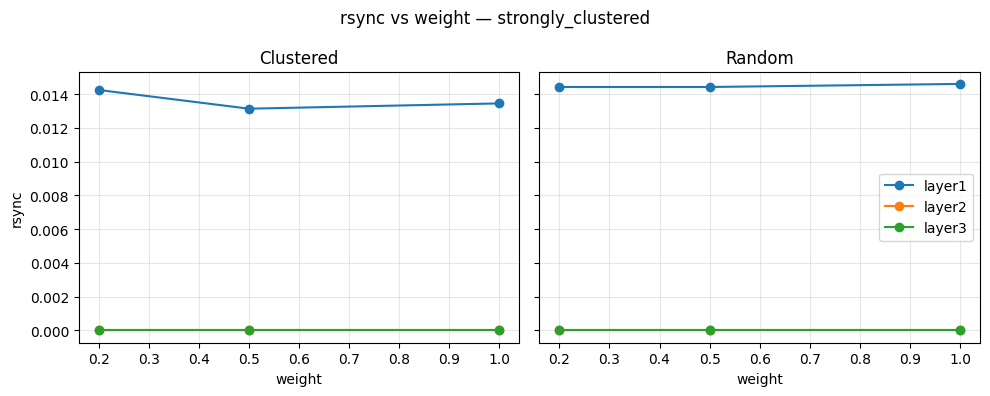 rsync vs weight — strongly_clustered
Clustered
Random
0.014
0.012
0.010
0.008
0.006
0.004
0.002
0.000
rsync
layer1
layer2
layer3
0.2 0.3 0.4 0.5 0.6 0.7 0.8 0.9 1.0
0.2 0.3 0.4 0.5 0.6 0.7 0.8 0.9 1.0
weight
weight